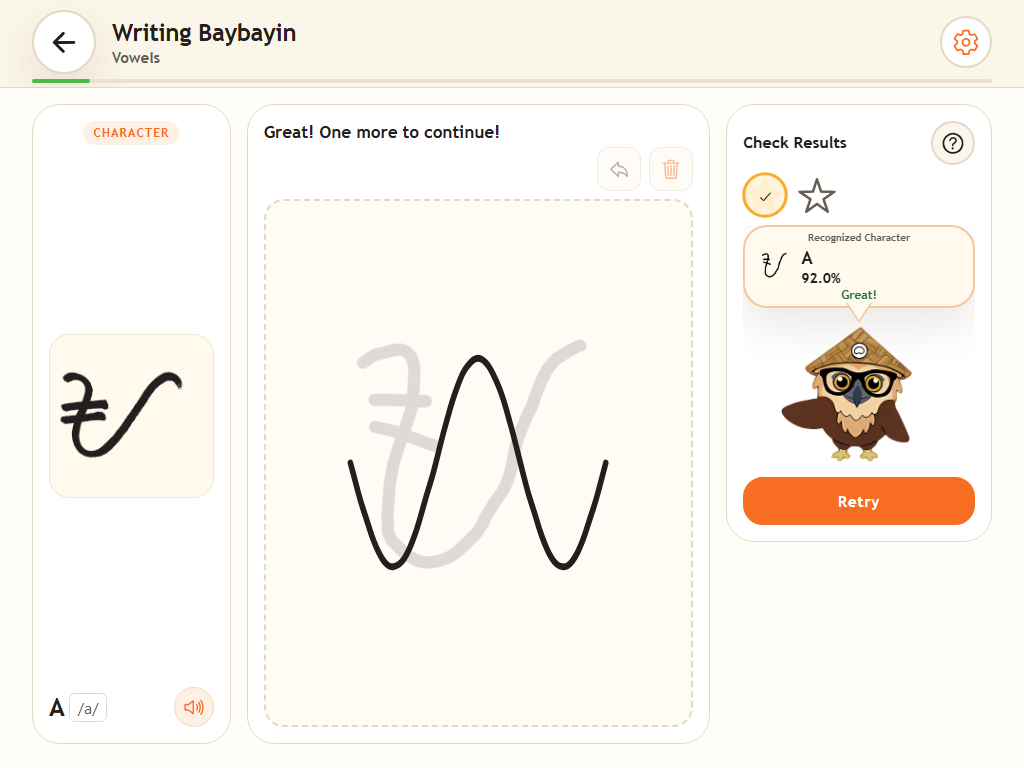 Writing Baybayin
Vowels
CHARACTER
ᜀ
A /a/
Great! One more to continue!
ᜀ
Check Results
Recognized Character
ᜀ A
92.0%
Great!
Retry